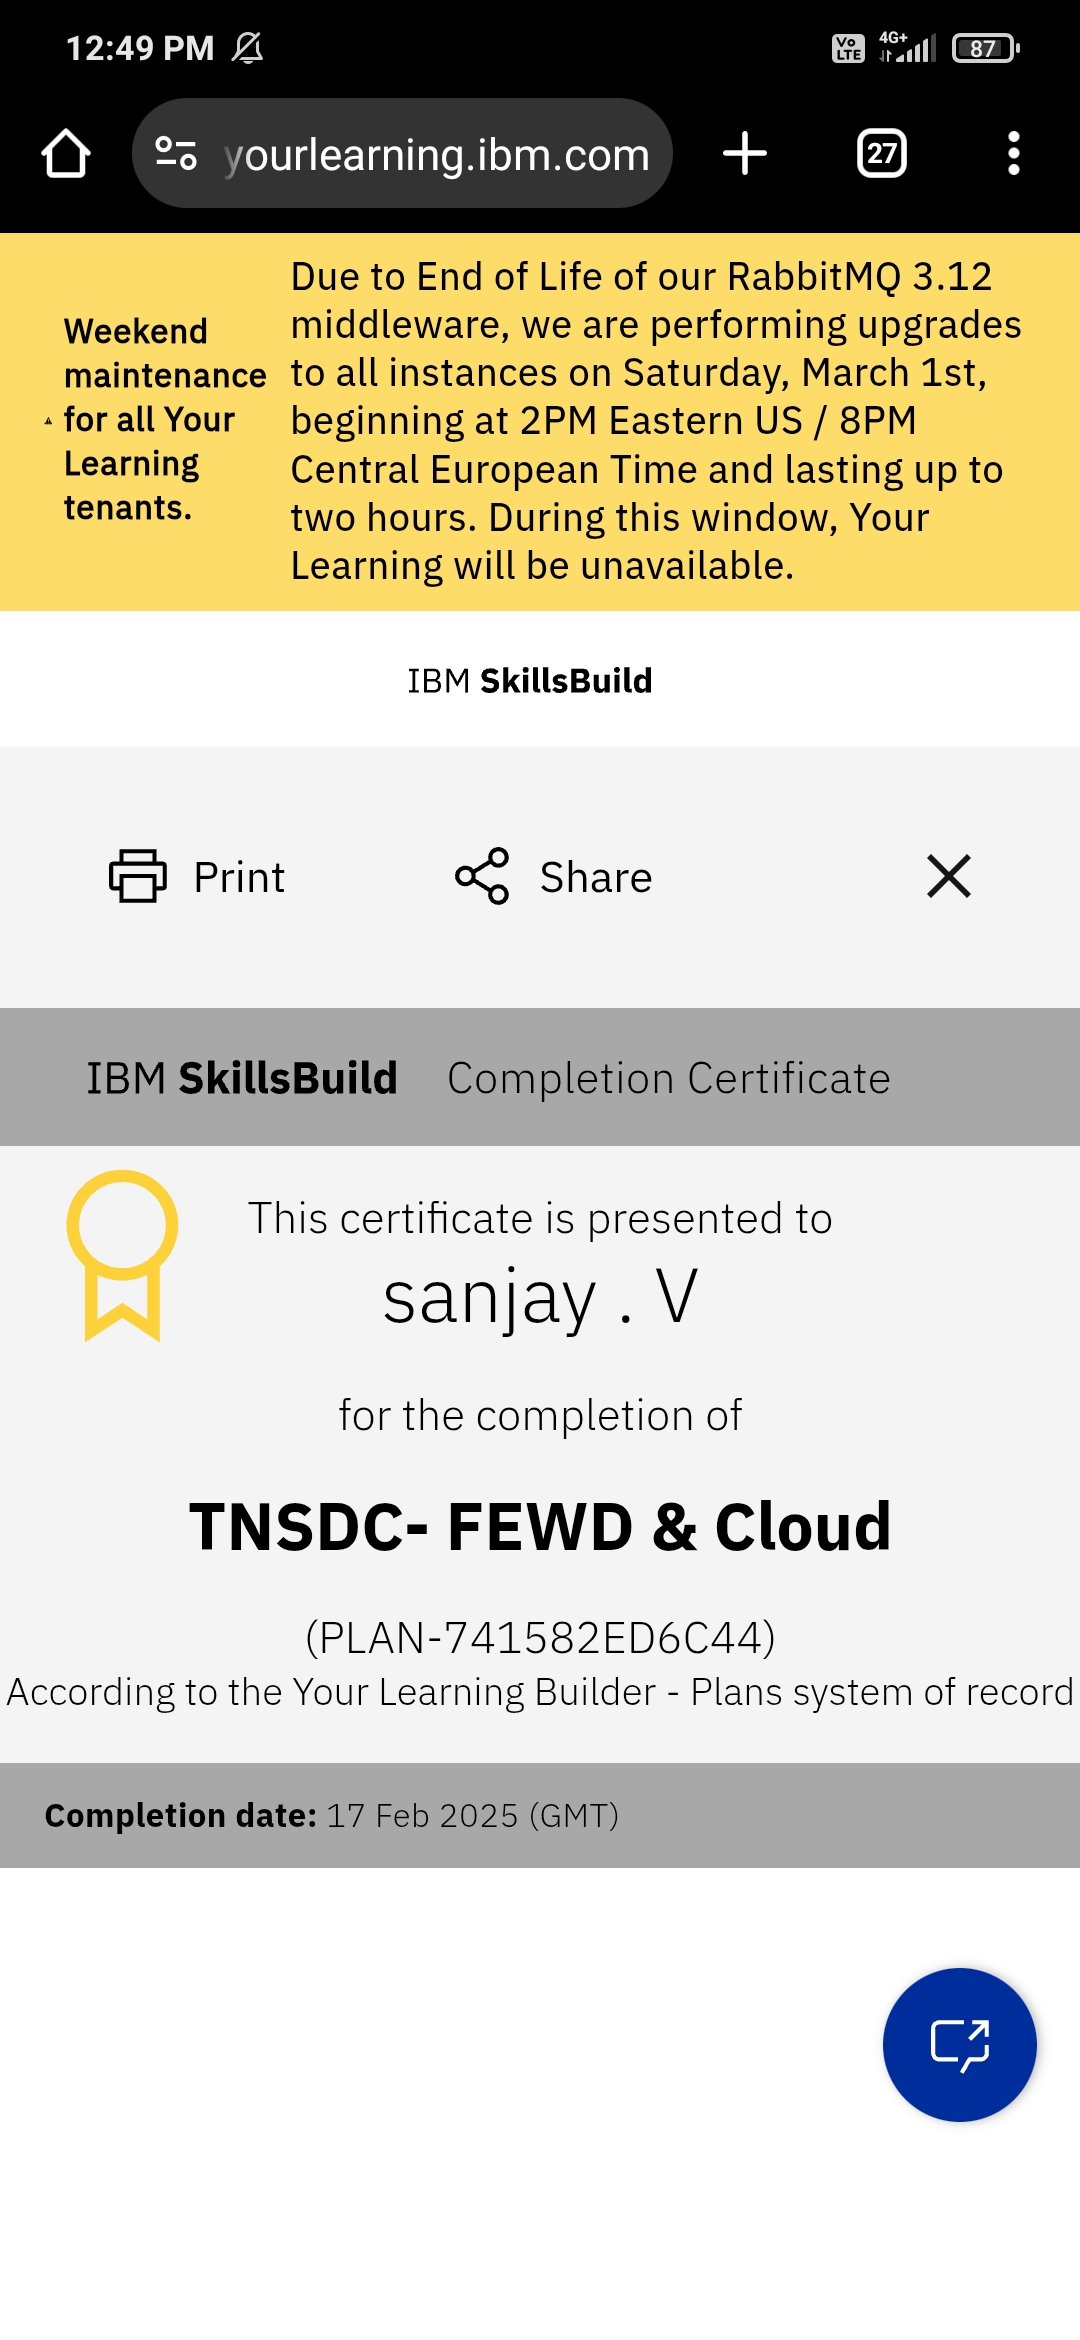 12:49 PM
Vo LTE 4G+ 87
yourlearning.ibm.com
27
Weekend
maintenance
for all Your
Learning
tenants.
Due to End of Life of our RabbitMQ 3.12
middleware, we are performing upgrades
to all instances on Saturday, March 1st,
beginning at 2PM Eastern US / 8PM
Central European Time and lasting up to
two hours. During this window, Your
Learning will be unavailable.
IBM SkillsBuild
Print
Share
IBM SkillsBuild Completion Certificate
This certificate is presented to
sanjay . V
for the completion of
TNSDC- FEWD & Cloud
(PLAN-741582ED6C44)
According to the Your Learning Builder - Plans system of record
Completion date: 17 Feb 2025 (GMT)